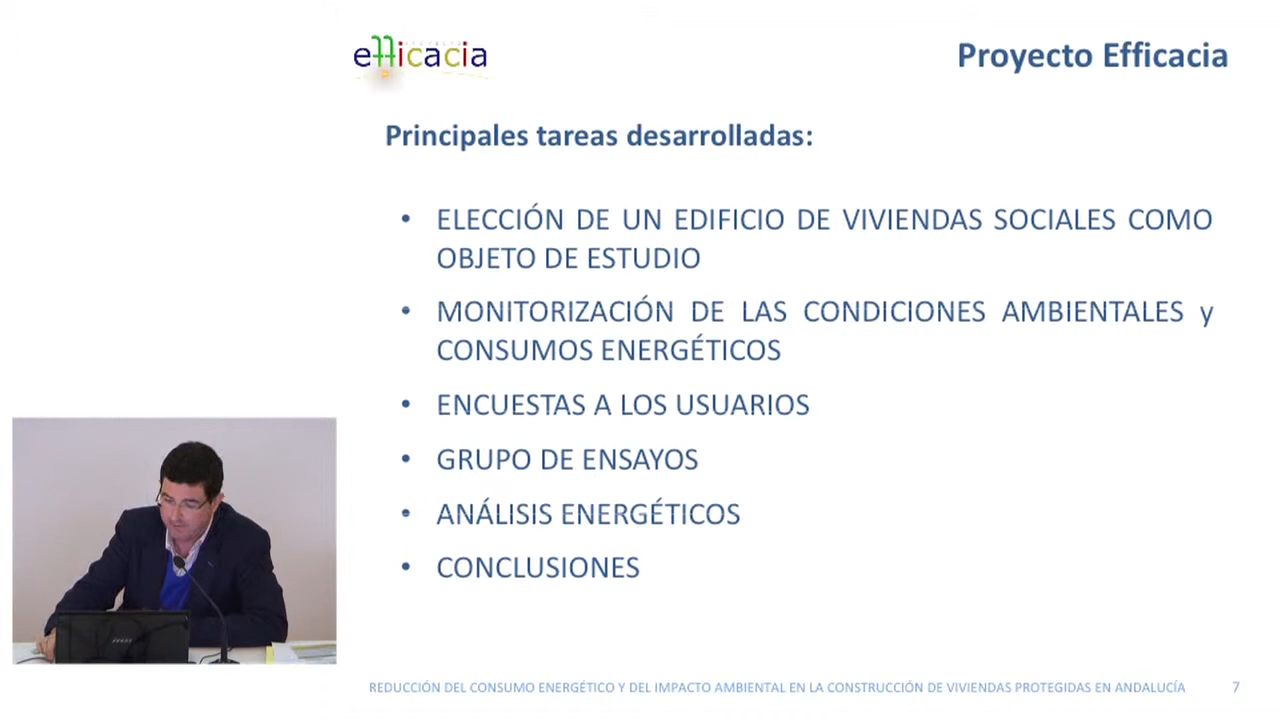 efficacia
Proyecto Efficacia
Principales tareas desarrolladas:
• ELECCIÓN DE UN EDIFICIO DE VIVIENDAS SOCIALES COMO
OBJETO DE ESTUDIO
• MONITORIZACIÓN DE LAS CONDICIONES AMBIENTALES y
CONSUMOS ENERGÉTICOS
• ENCUESTAS A LOS USUARIOS
• GRUPO DE ENSAYOS
• ANÁLISIS ENERGÉTICOS
• CONCLUSIONES
REDUCCIÓN DEL CONSUMO ENERGÉTICO Y DEL IMPACTO AMBIENTAL EN LA CONSTRUCCIÓN DE VIVIENDAS PROTEGIDAS EN ANDALUCÍA 7